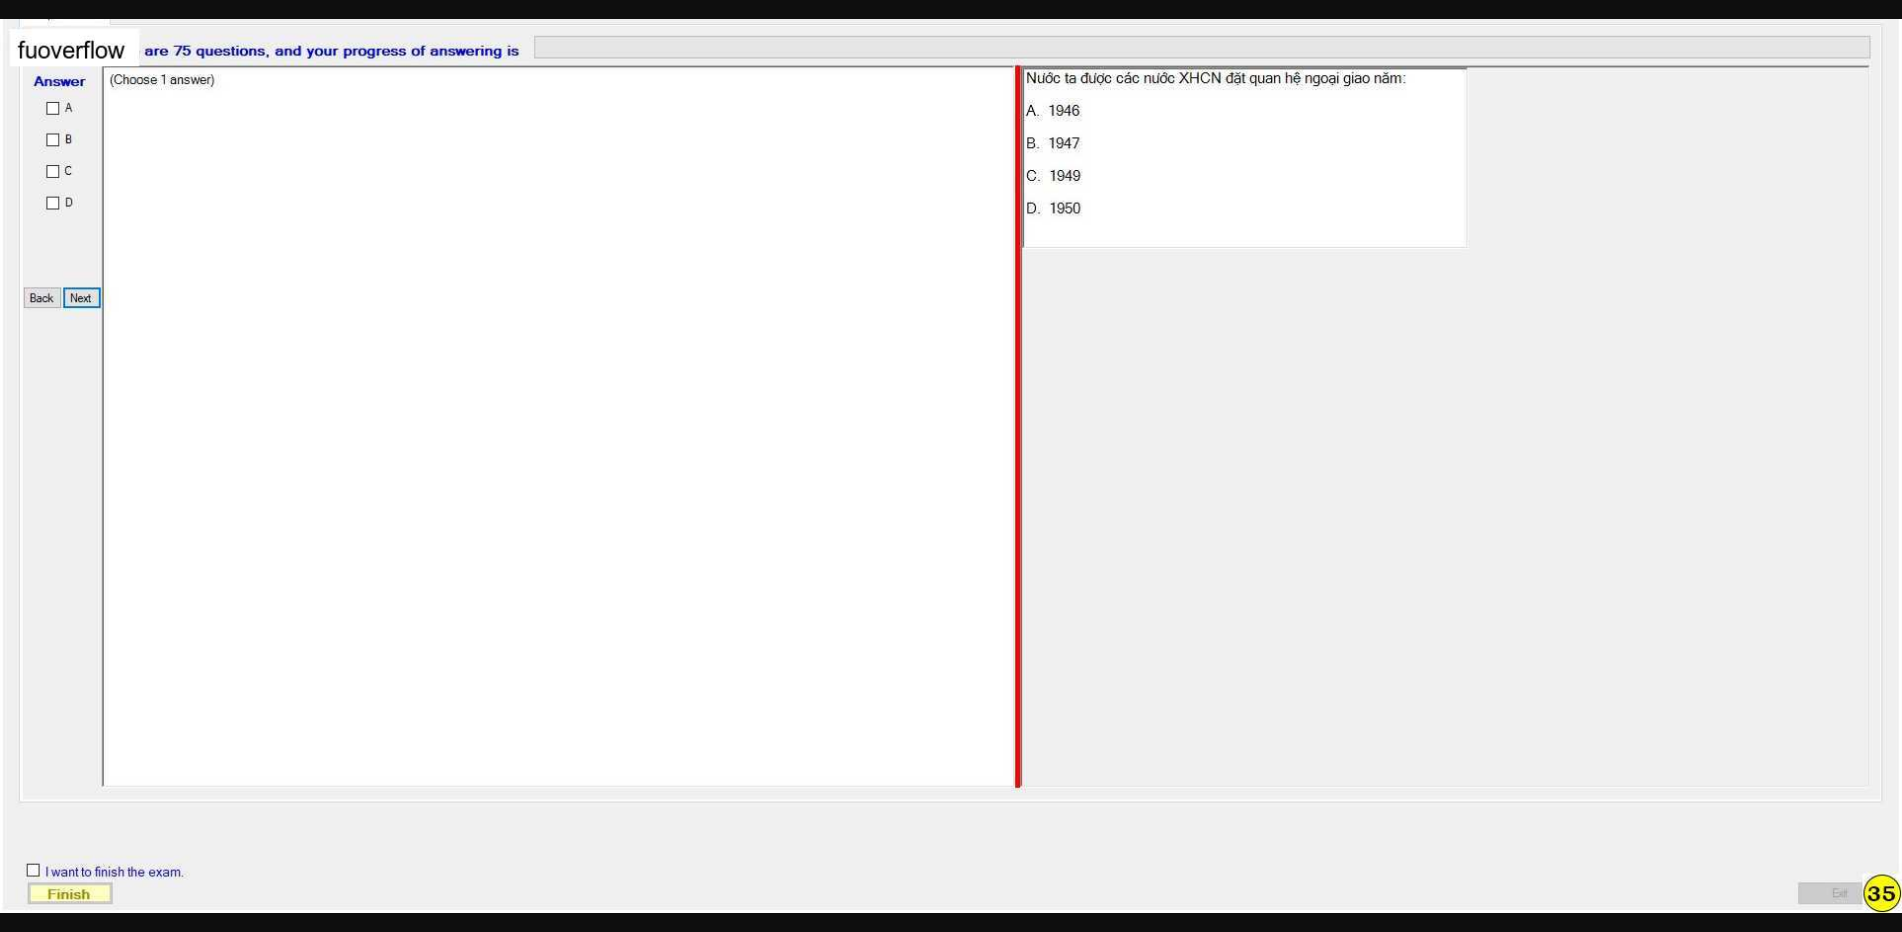 fuoverflow are 75 questions, and your progress of answering is
Answer
A
B
C
D
Back Next
(Choose 1 answer)
Nước ta được các nước XHCN đặt quan hệ ngoại giao năm:
A. 1946
B. 1947
C. 1949
D. 1950
I want to finish the exam.
Finish
Exit
35